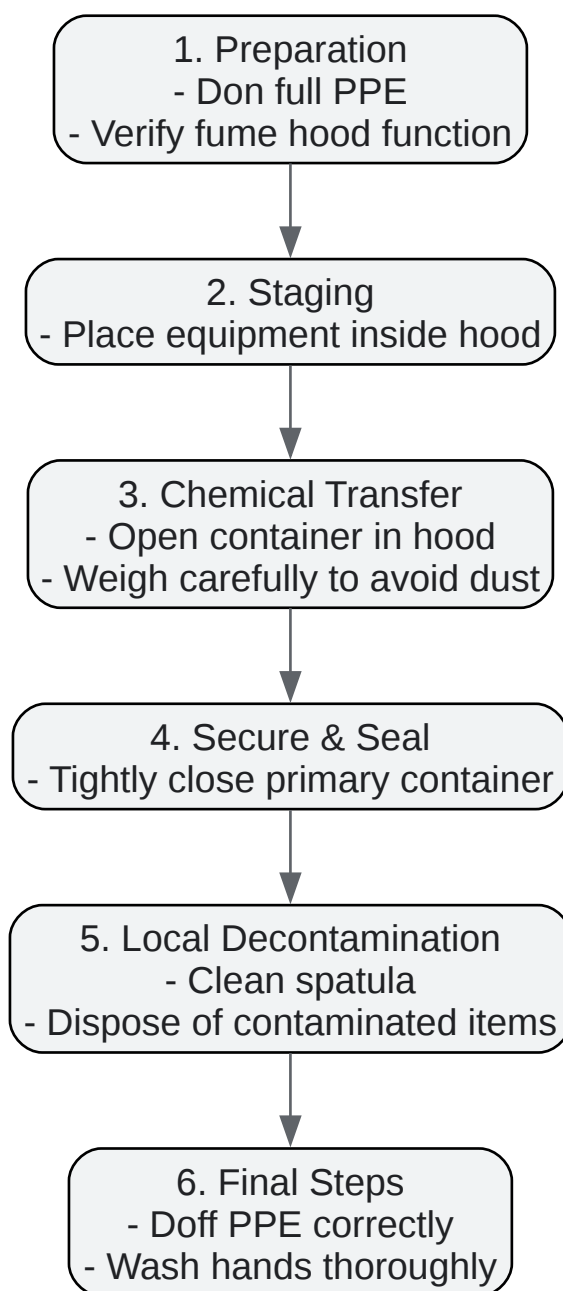 1. Preparation
- Don full PPE
- Verify fume hood function
2. Staging
- Place equipment inside hood
3. Chemical Transfer
- Open container in hood
- Weigh carefully to avoid dust
4. Secure & Seal
- Tightly close primary container
5. Local Decontamination
- Clean spatula
- Dispose of contaminated items
6. Final Steps
- Doff PPE correctly
- Wash hands thoroughly